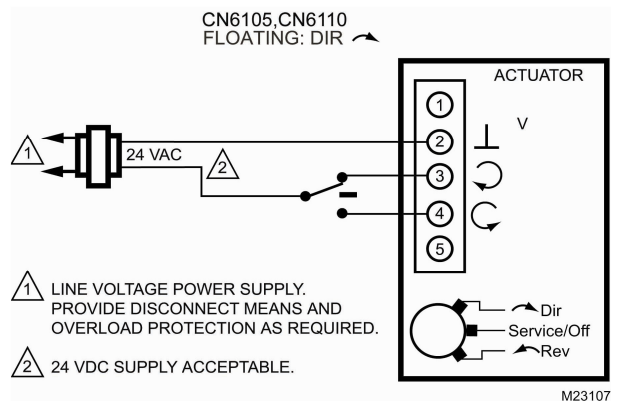 CN6105,CN6110
FLOATING: DIR
ACTUATOR
1
V
1
24 VAC
2
2
3
4
5
1 LINE VOLTAGE POWER SUPPLY.
PROVIDE DISCONNECT MEANS AND
OVERLOAD PROTECTION AS REQUIRED.
2 24 VDC SUPPLY ACCEPTABLE.
Dir
Service/Off
Rev
M23107